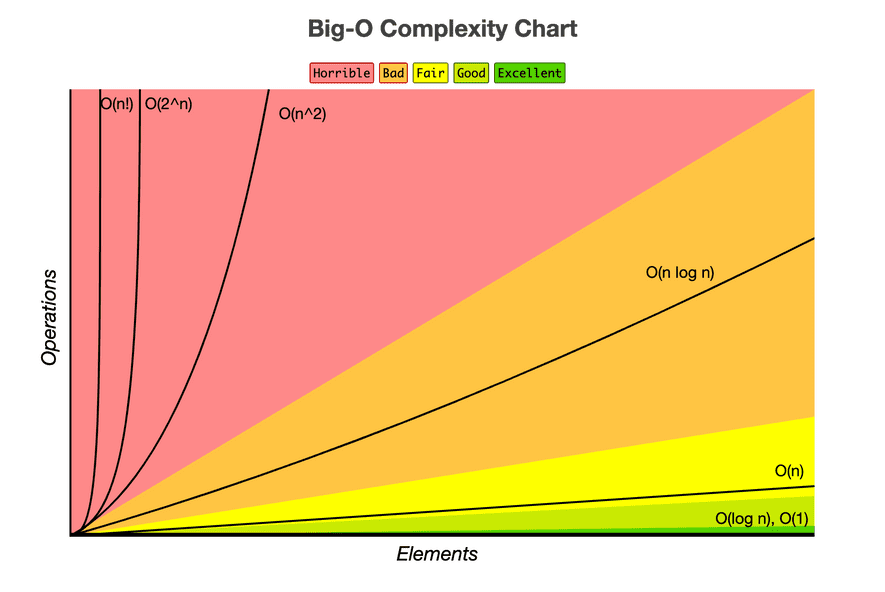 Big-O Complexity Chart
Horrible Bad Fair Good Excellent
O(n!) O(2^n)
O(n^2)
O(n log n)
Operations
O(n)
O(log n), O(1)
Elements